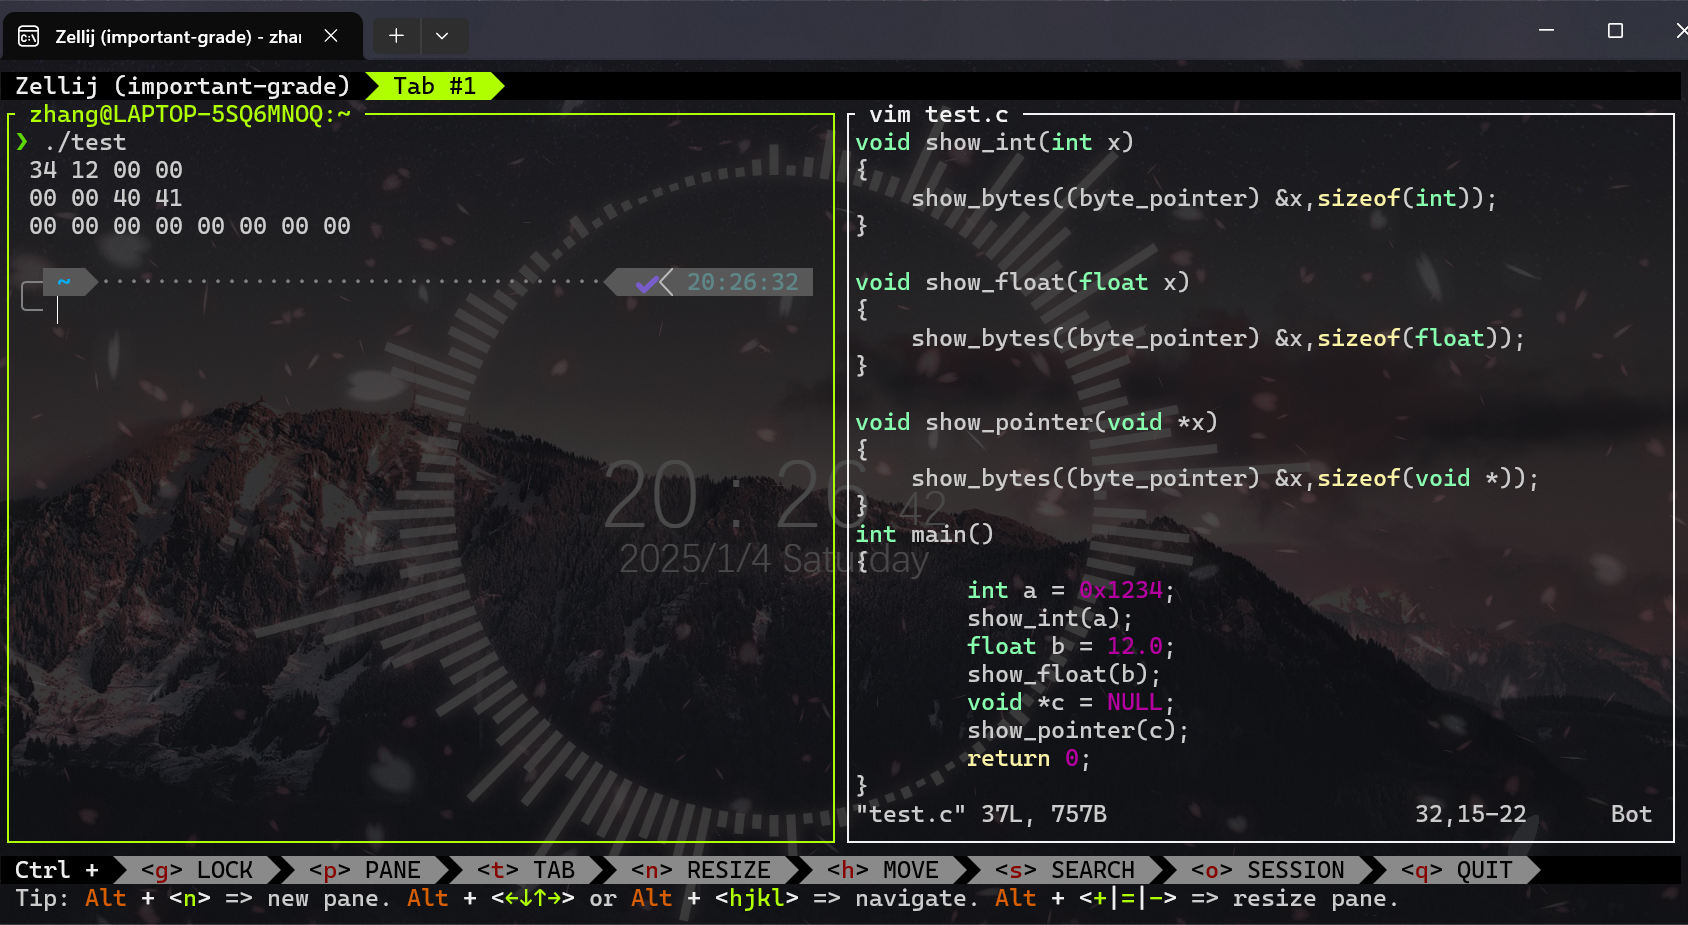 Zellij (important-grade) - zhar
Zellij (important-grade) Tab #1
zhang@LAPTOP-5SQ6MNOQ:~
❯ ./test
34 12 00 00
00 00 40 41
00 00 00 00 00 00 00 00
~ 20:26:32
vim test.c
void show_int(int x)
{
    show_bytes((byte_pointer) &x,sizeof(int));
}
void show_float(float x)
{
    show_bytes((byte_pointer) &x,sizeof(float));
}
void show_pointer(void *x)
{
    show_bytes((byte_pointer) &x,sizeof(void *));
}
int main()
{
        int a = 0x1234;
        show_int(a);
        float b = 12.0;
        show_float(b);
        void *c = NULL;
        show_pointer(c);
        return 0;
}
"test.c" 37L, 757B 32,15-22 Bot
20 : 26 42
2025/1/4 Saturday
Ctrl + <g> LOCK <p> PANE <t> TAB <n> RESIZE <h> MOVE <s> SEARCH <o> SESSION <q> QUIT
Tip: Alt + <n> => new pane. Alt + <←↓↑→> or Alt + <hjkl> => navigate. Alt + <+|=|-> => resize pane.